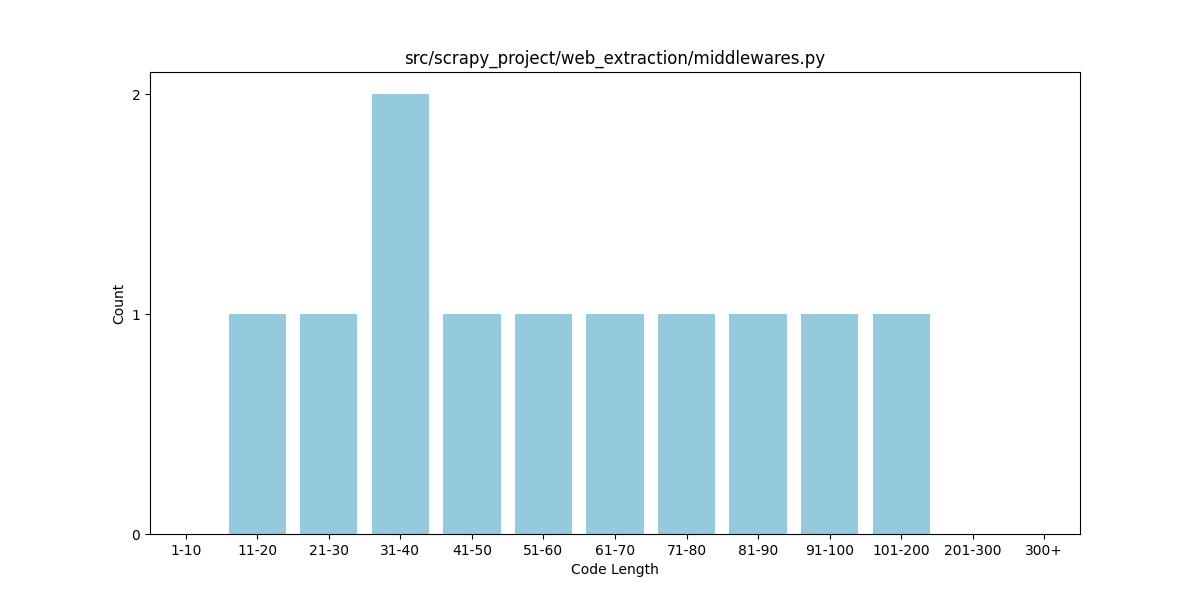 src/scrapy_project/web_extraction/middlewares.py
2
1
0
Count
1-10 11-20 21-30 31-40 41-50 51-60 61-70 71-80 81-90 91-100 101-200 201-300 300+
Code Length